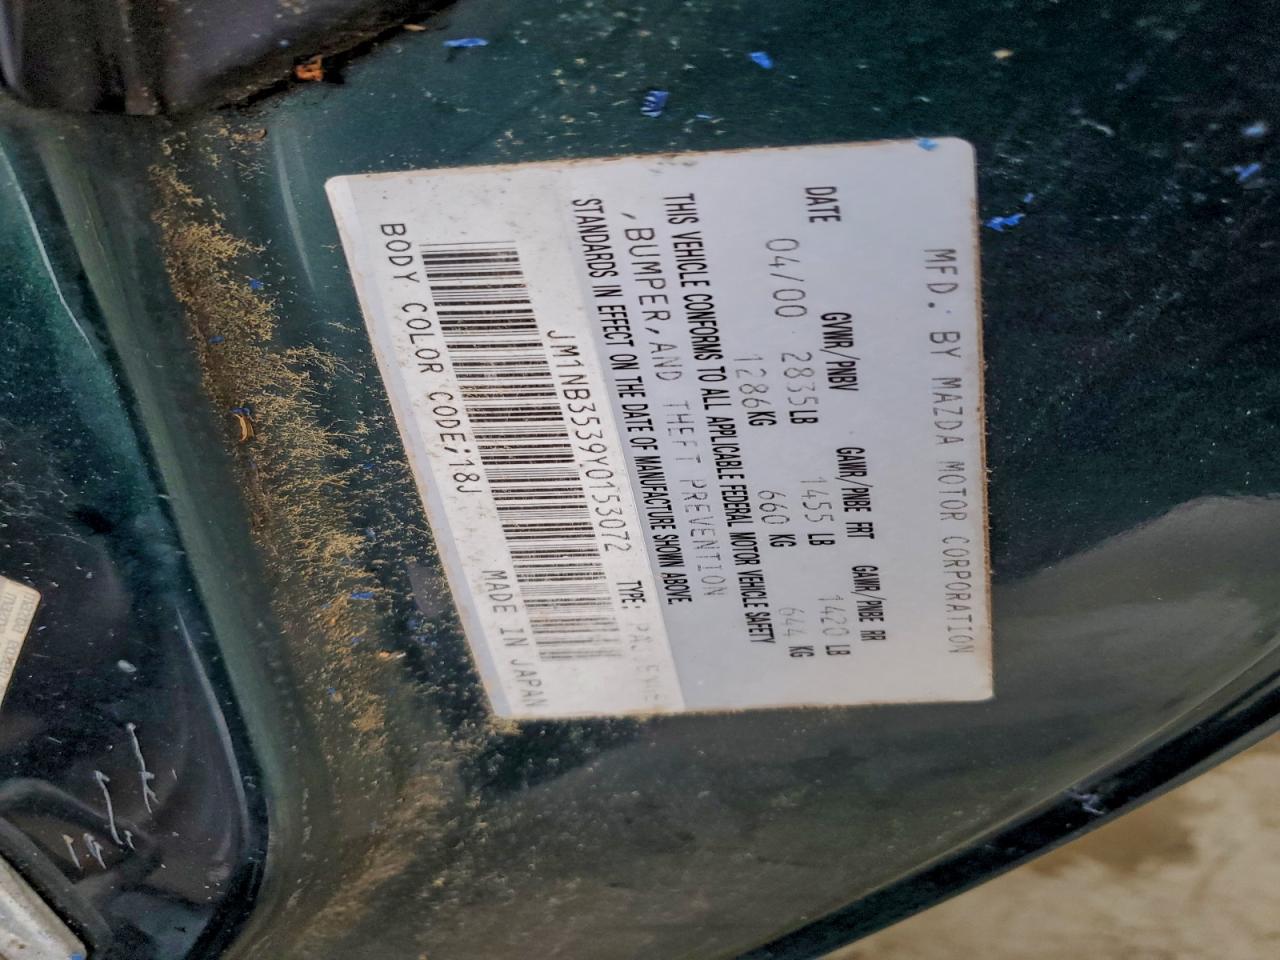 MFD. BY MAZDA MOTOR CORPORATION
DATE GVWR/PNBV GAWR/PNBE FRT GAWR/PNBE RR
04/00 2835LB 1455 LB 1420 LB
1286KG 660 KG 644 KG
THIS VEHICLE CONFORMS TO ALL APPLICABLE FEDERAL MOTOR VEHICLE SAFETY
,BUMPER,AND THEFT PREVENTION
STANDARDS IN EFFECT ON THE DATE OF MANUFACTURE SHOWN ABOVE
JM1NB3539Y0153072 TYPE:
BODY COLOR CODE;18J MADE IN JAPAN